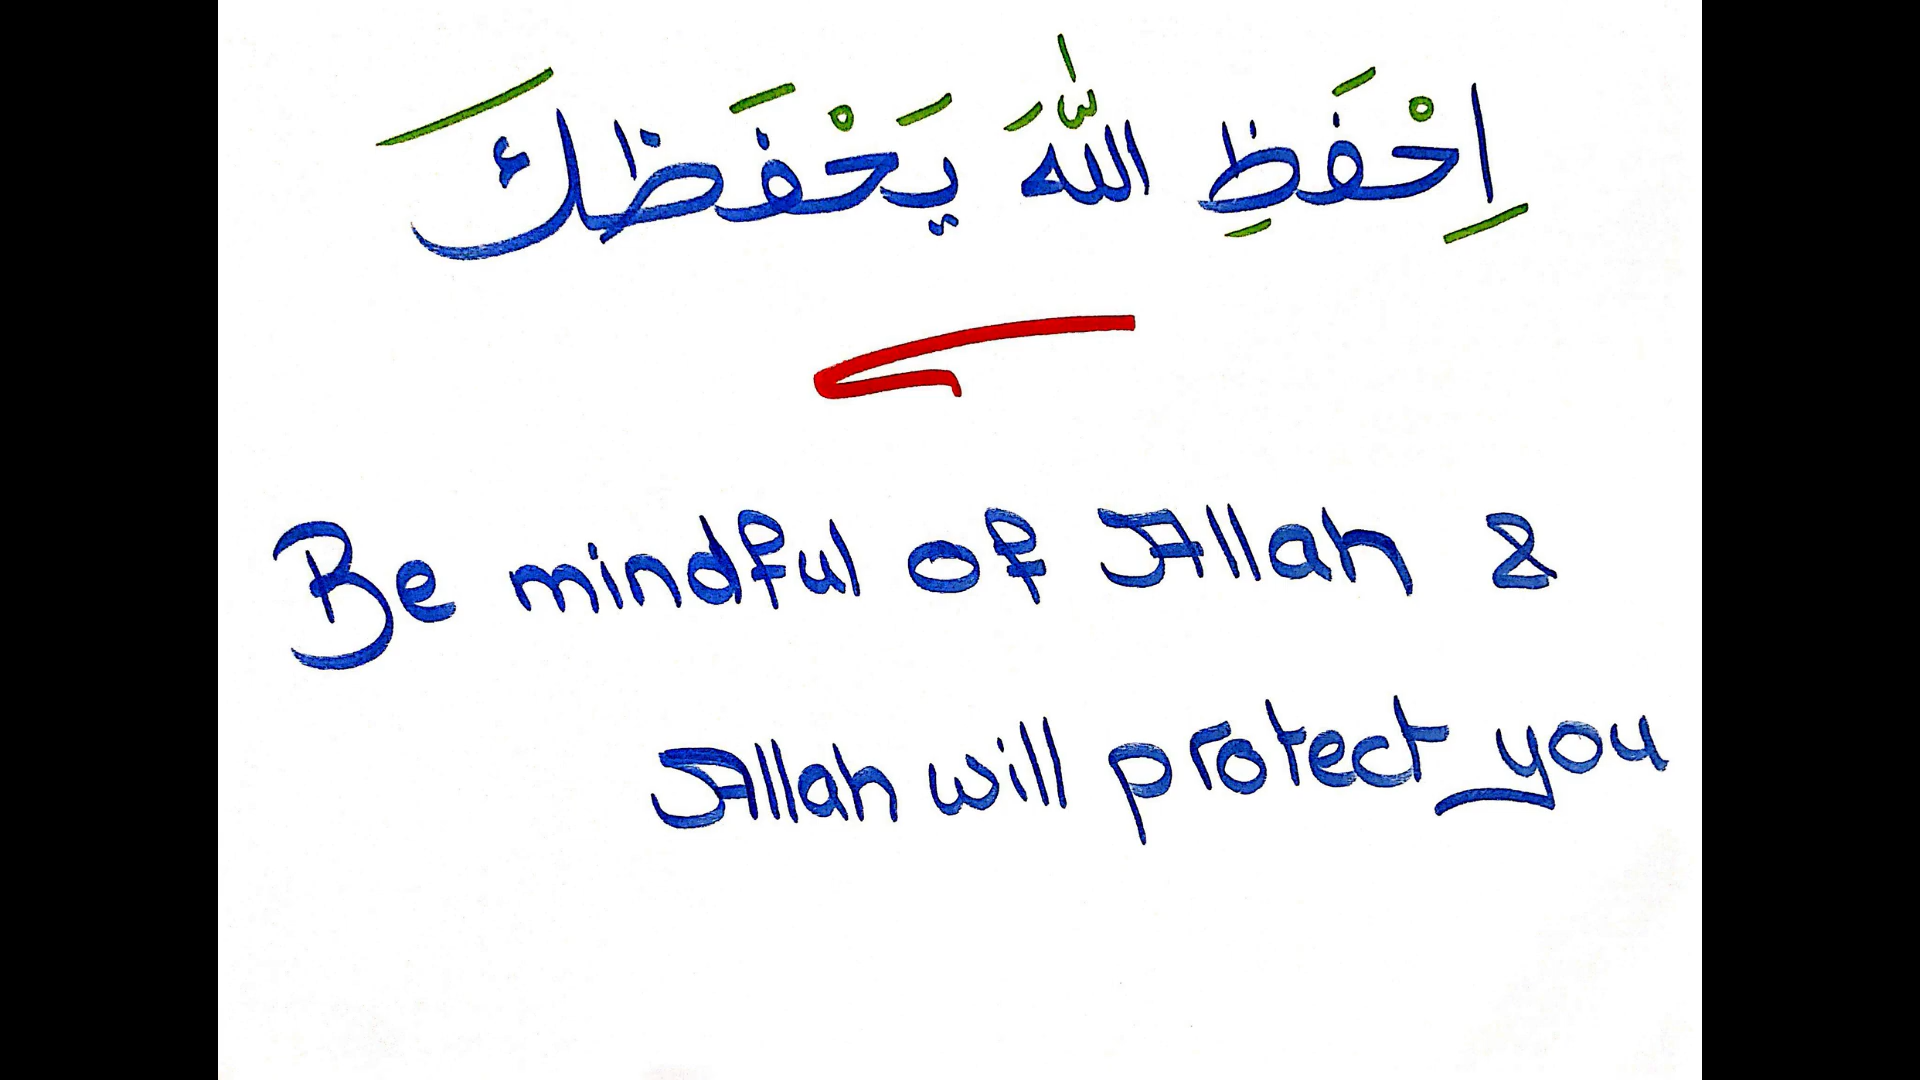 اِحْفَظِ اللّٰهَ يَحْفَظْكَ
Be mindful of Allah &
Allah will protect you